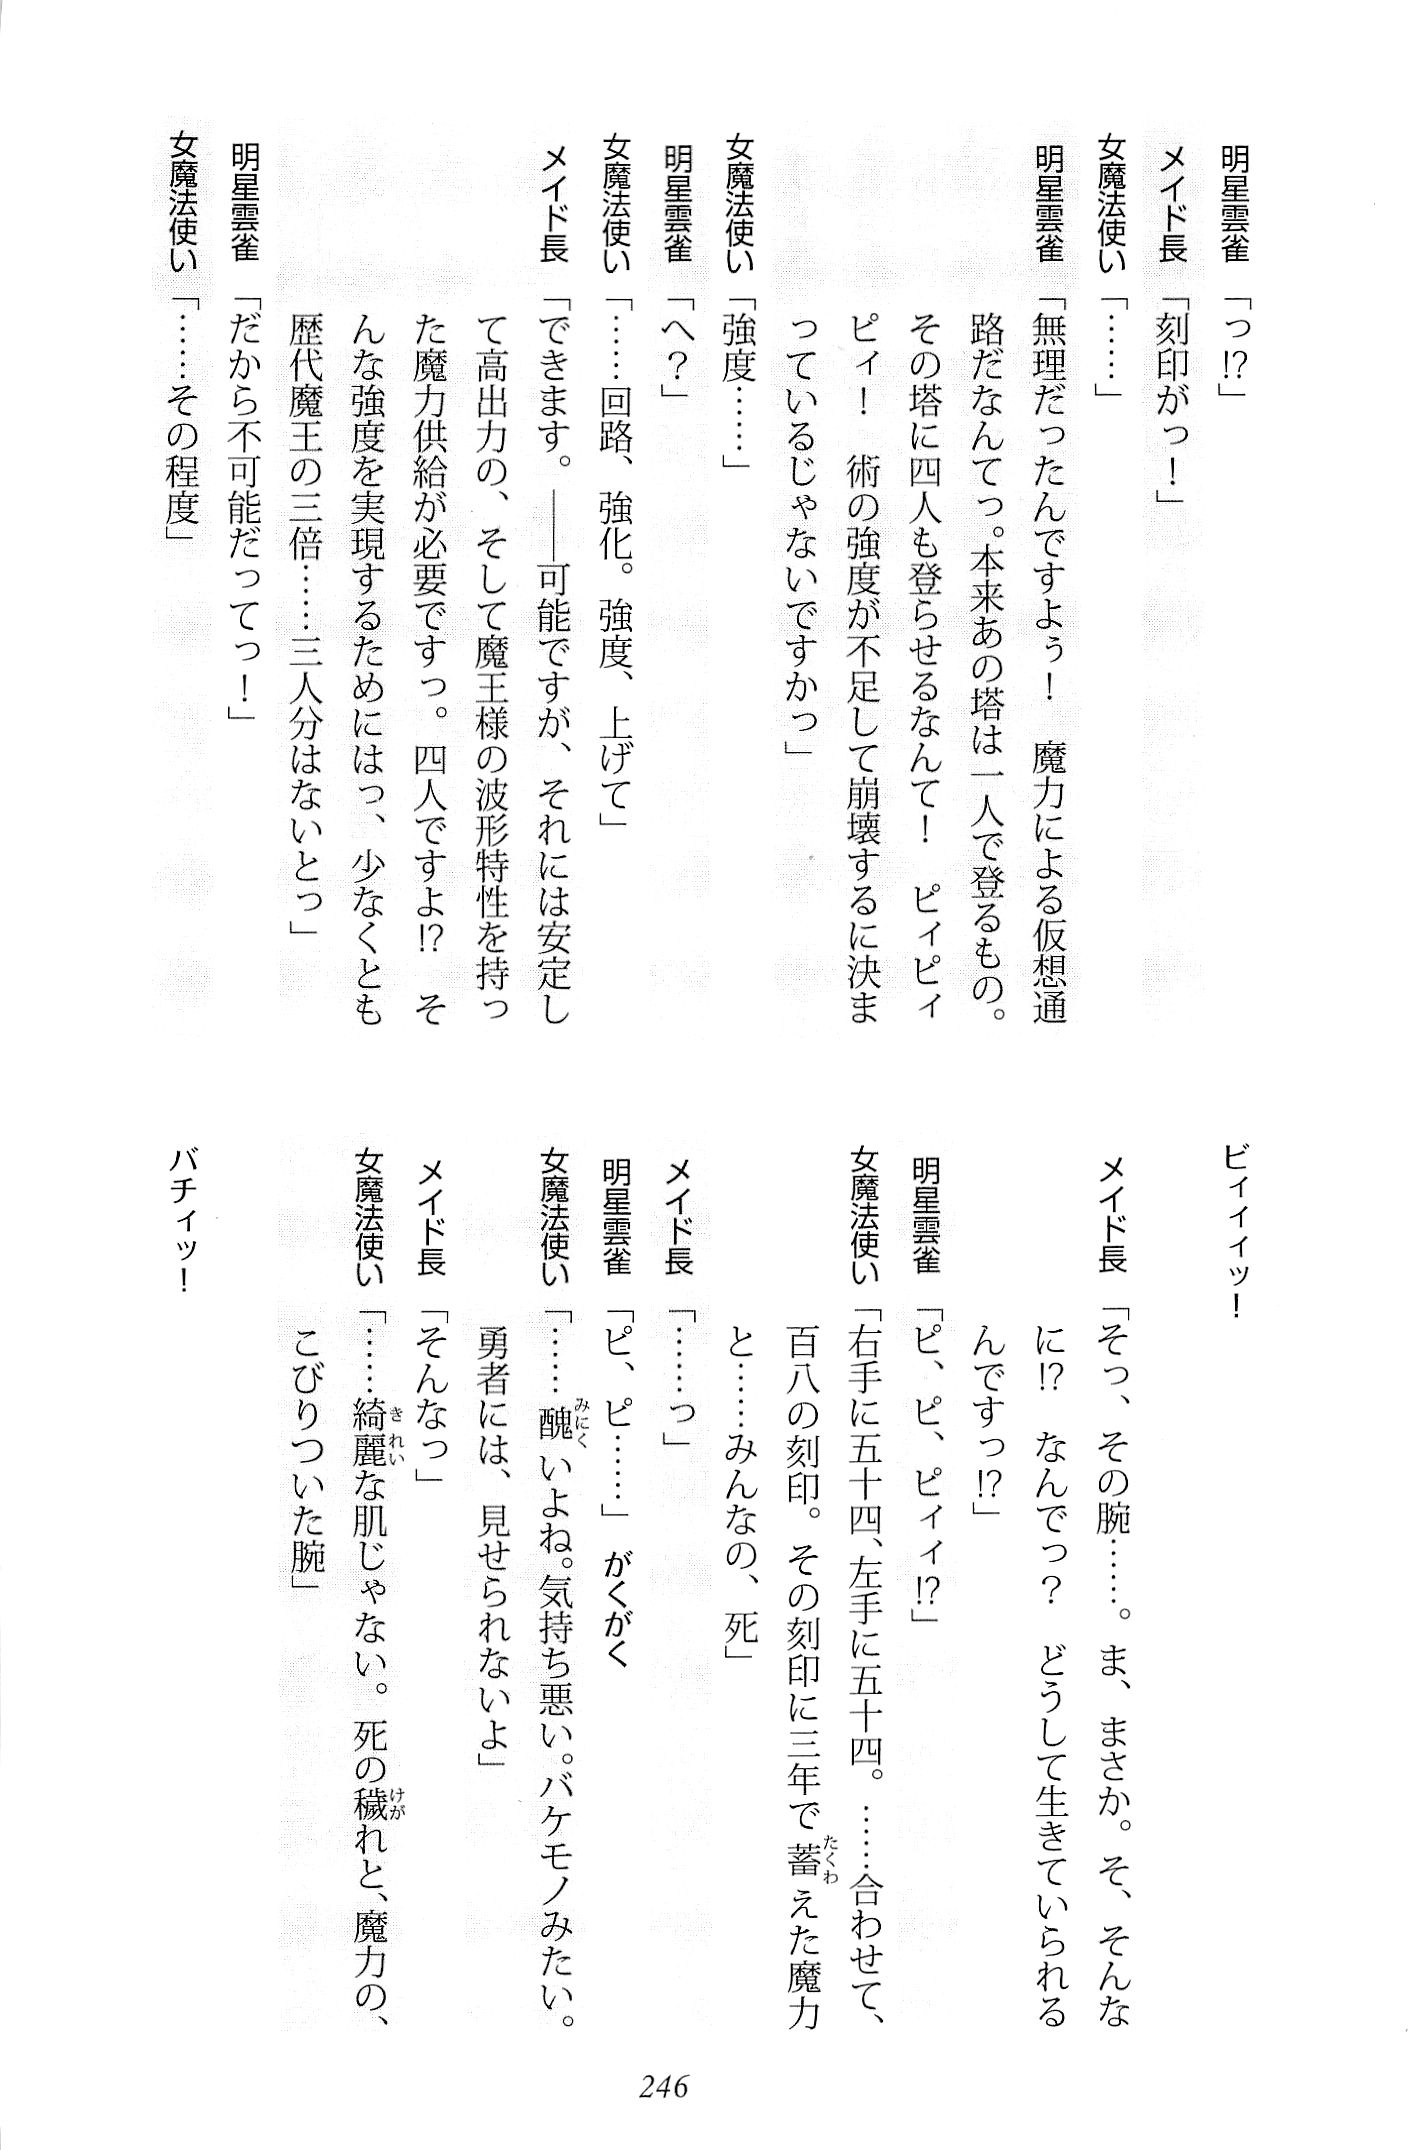 明星雲雀「っ!?」
メイド長「刻印がっ！」
女魔法使い「……」
明星雲雀「無理だったんですよぅ！　魔力による仮想通
路だなんてっ。本来あの塔は一人で登るもの。
その塔に四人も登らせるなんて！　ピィピィ
ピィ！　術の強度が不足して崩壊するに決ま
っているじゃないですかっ」
女魔法使い「強度……」
明星雲雀「へ？」
女魔法使い「……回路、強化。強度、上げて」
メイド長「できます。――可能ですが、それには安定し
て高出力の、そして魔王様の波形特性を持っ
た魔力供給が必要ですっ。四人ですよ!?　そ
んな強度を実現するためにはっ、少なくとも
歴代魔王の三倍……三人分はないとっ」
明星雲雀「だから不可能だってっ！」
女魔法使い「……その程度」
ビィィィッ！
メイド長「そっ、その腕……。ま、まさか。そ、そんな
に!?　なんでっ？　どうして生きていられる
んですっ!?」
明星雲雀「ピ、ピ、ピィィ!?」
女魔法使い「右手に五十四、左手に五十四。……合わせて、
百八の刻印。その刻印に三年で蓄えた魔力
と……みんなの、死」
メイド長「……っ」
明星雲雀「ピ、ピ……」がくがく
女魔法使い「……醜いよね。気持ち悪い。バケモノみたい。
勇者には、見せられないよ」
メイド長「そんなっ」
女魔法使い「……綺麗な肌じゃない。死の穢れと、魔力の、
こびりついた腕」
バチィッ！
246